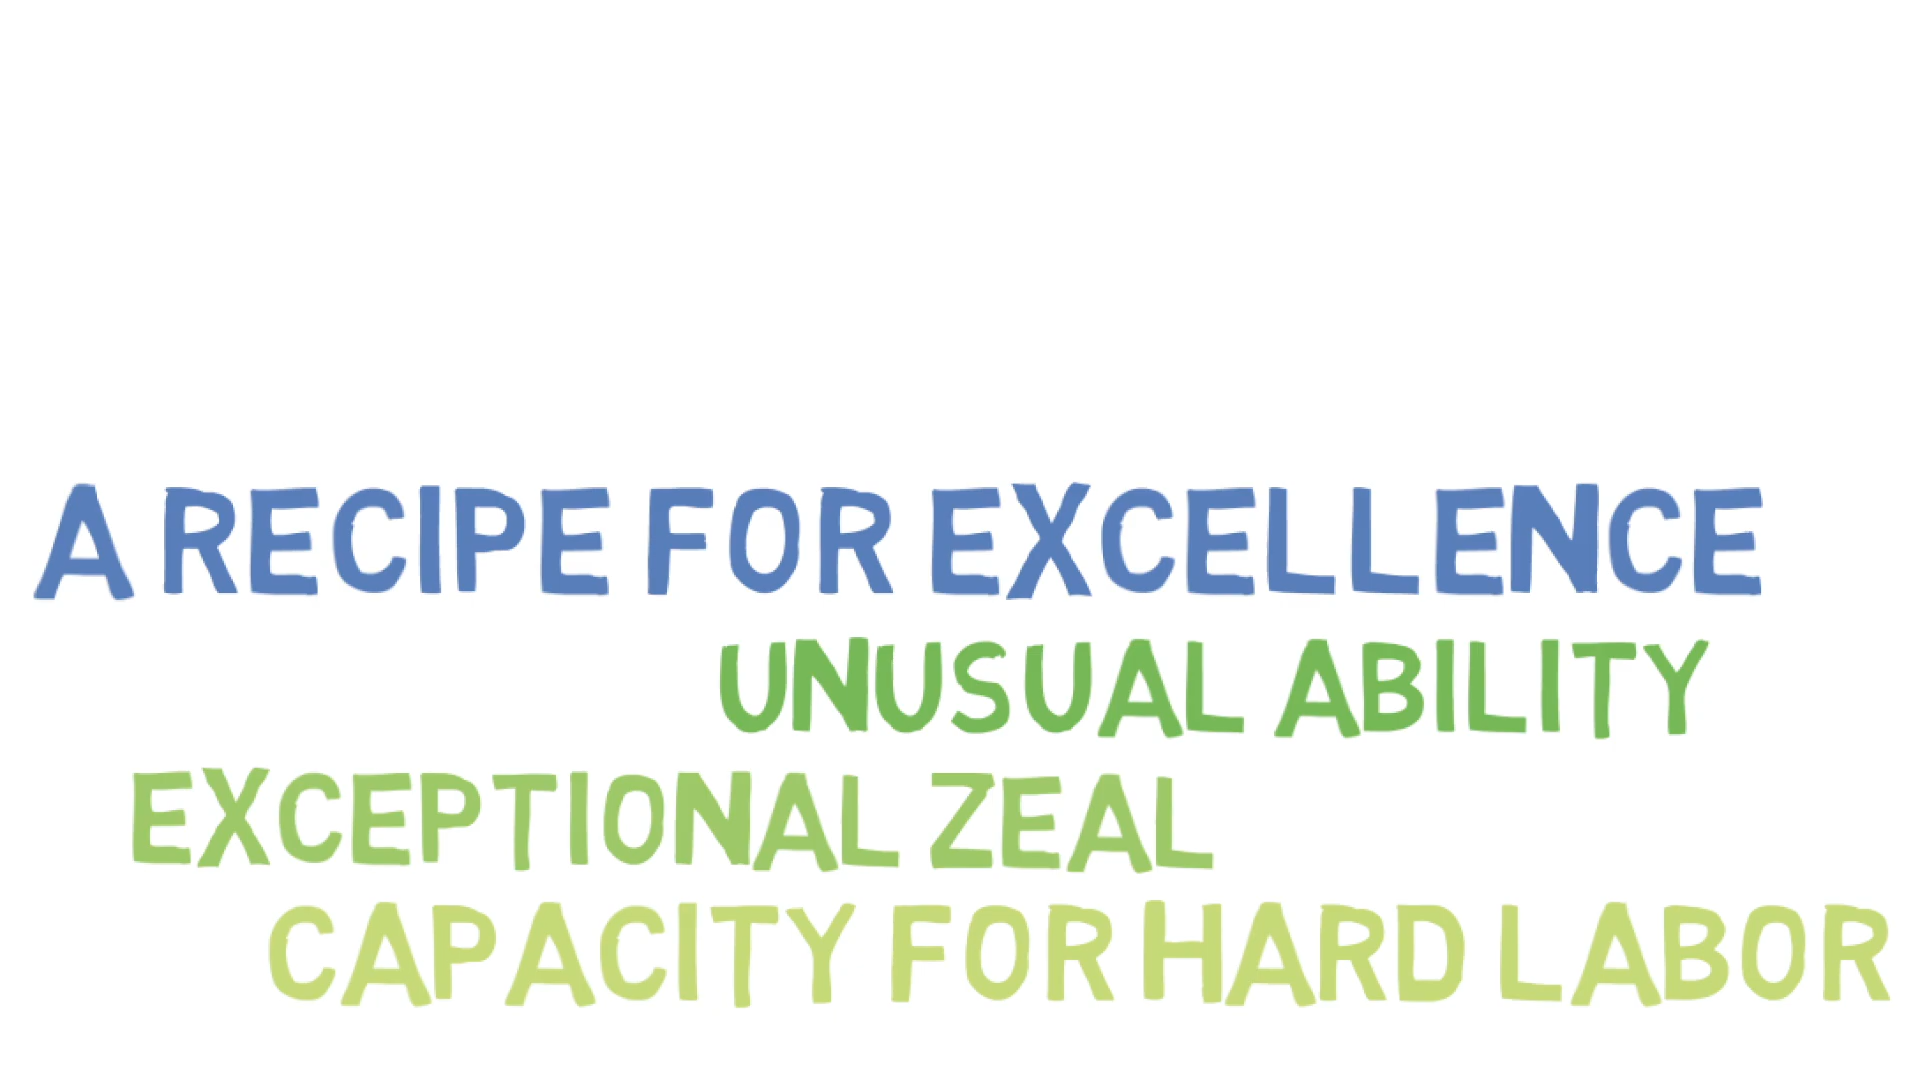 A RECIPE FOR EXCELLENCE
UNUSUAL ABILITY
EXCEPTIONAL ZEAL
CAPACITY FOR HARD LABOR